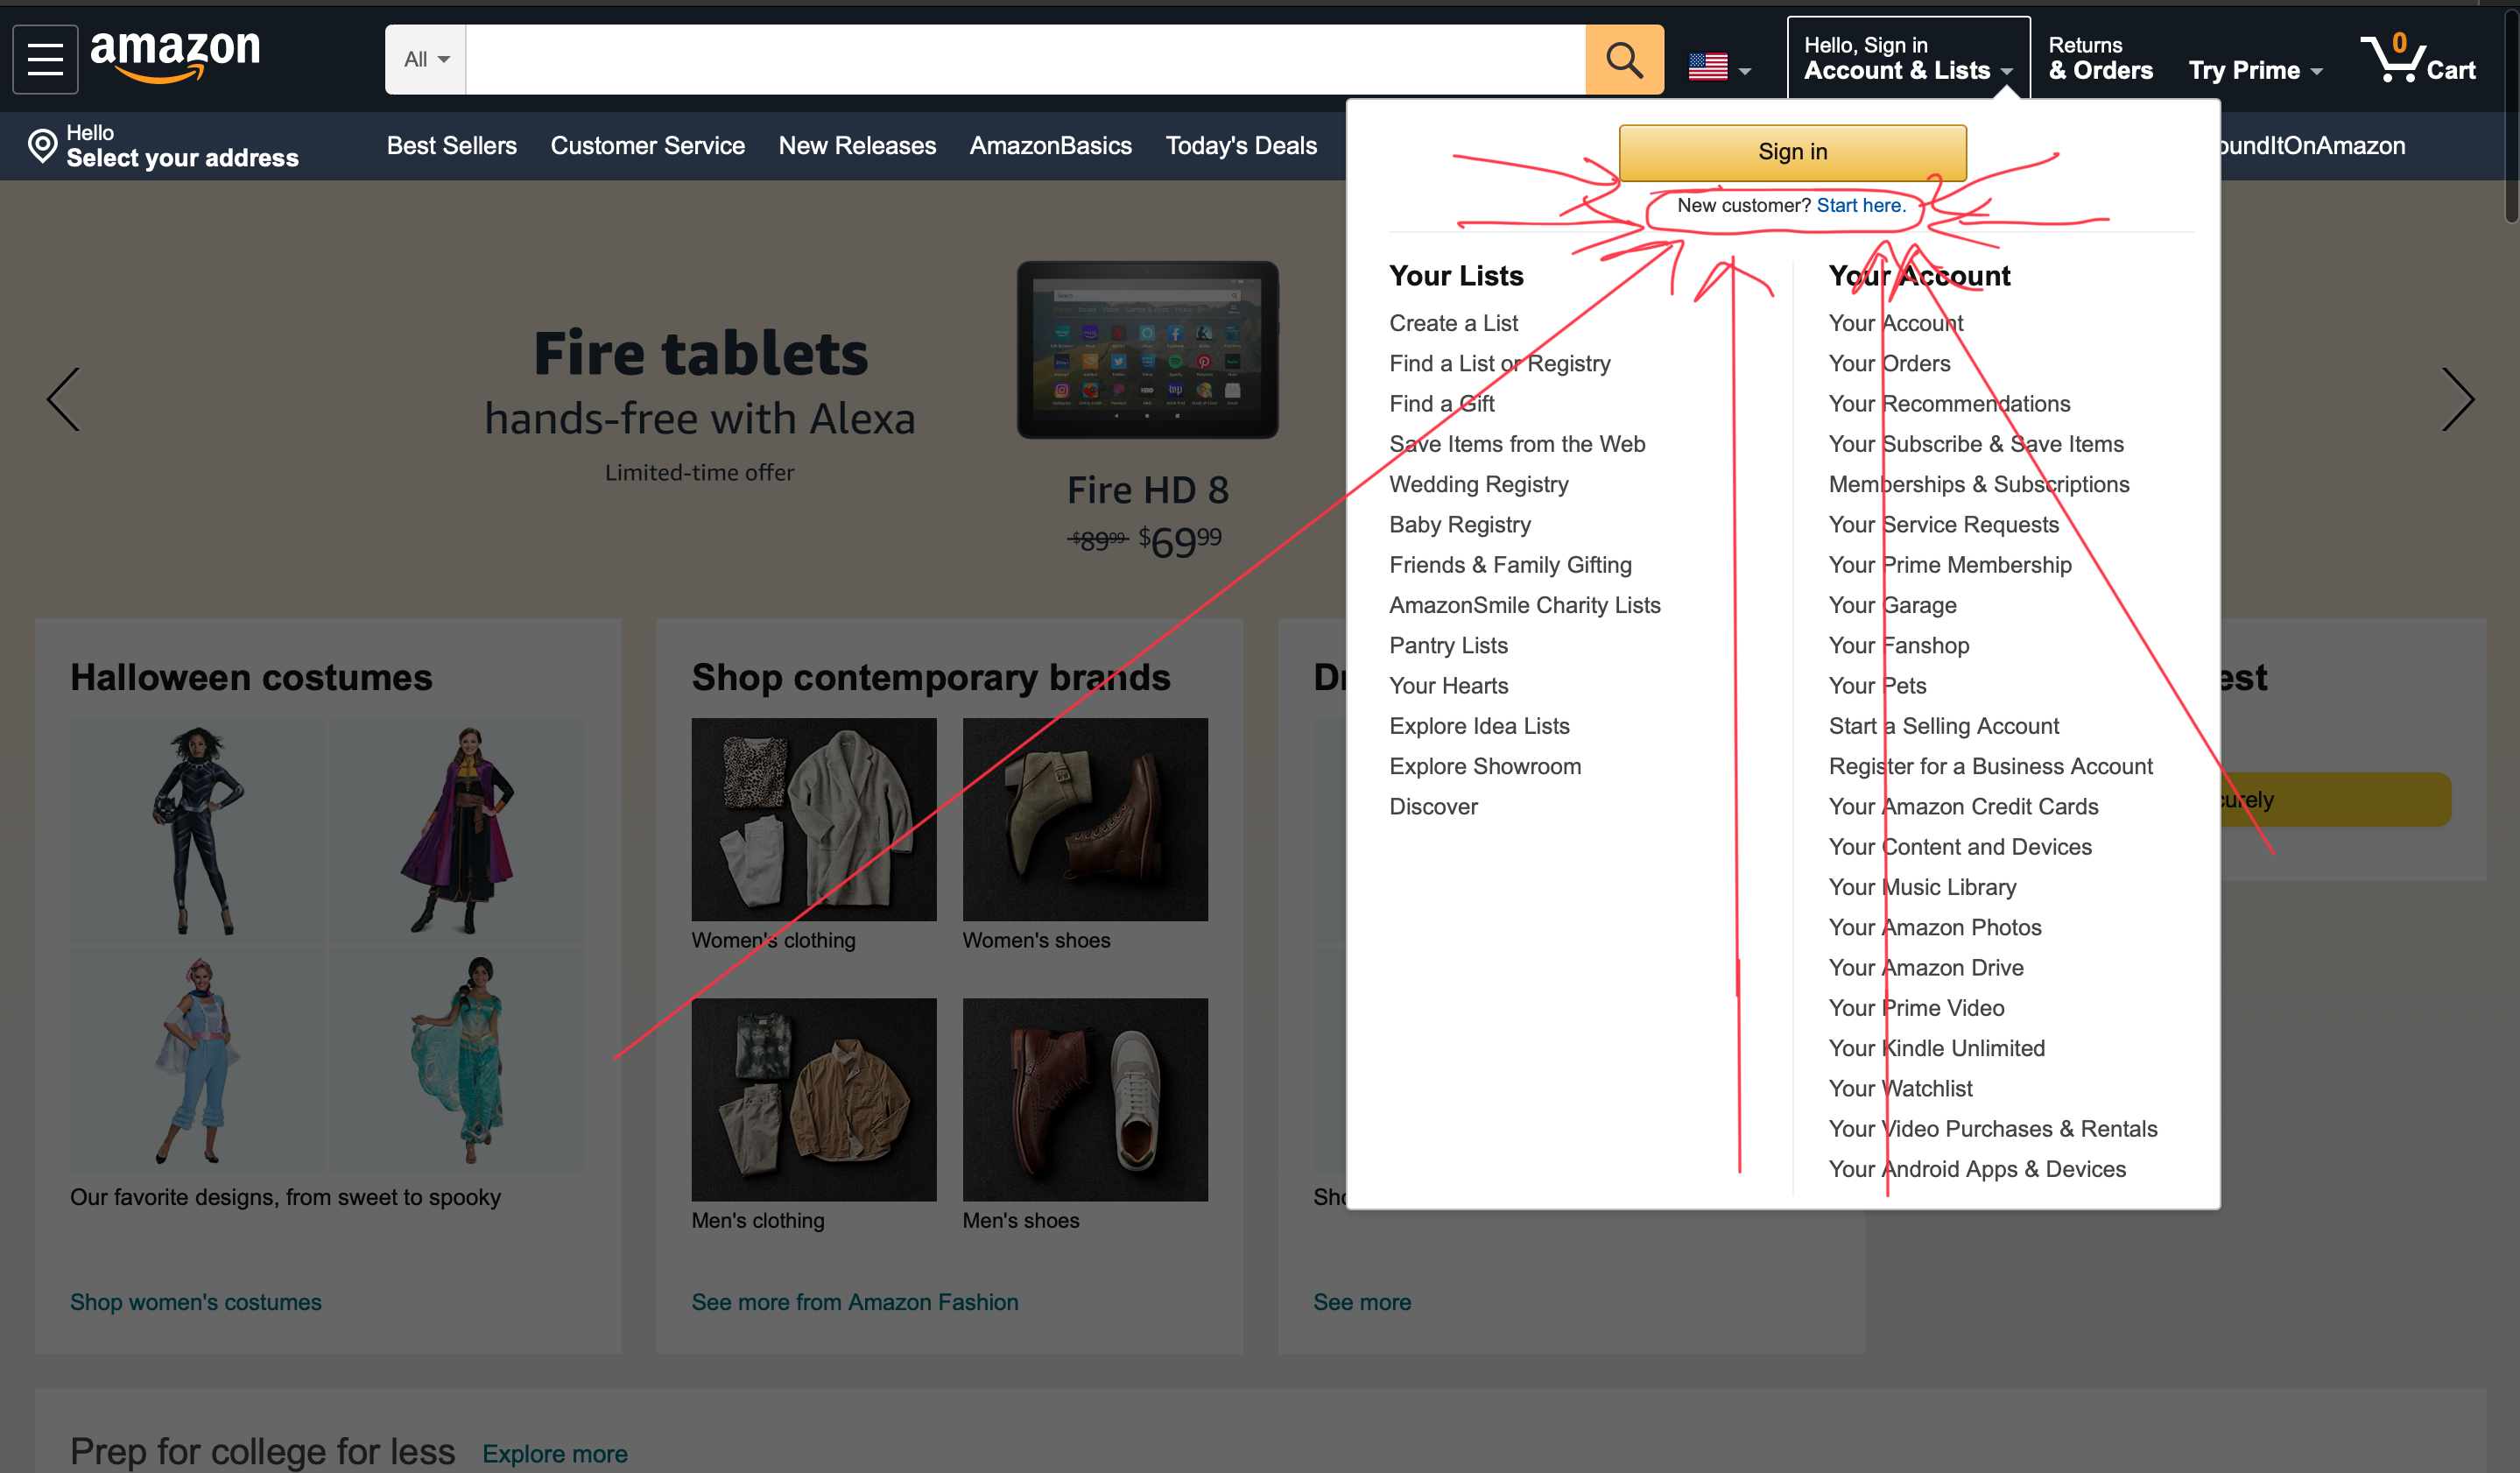 amazon
All
Hello, Sign in
Account & Lists
Returns
& Orders
Try Prime
0
Cart
Hello
Select your address
Best Sellers
Customer Service
New Releases
AmazonBasics
Today's Deals
oundItOnAmazon
Sign in
New customer? Start here.
Your Lists
Create a List
Find a List or Registry
Find a Gift
Save Items from the Web
Wedding Registry
Baby Registry
Friends & Family Gifting
AmazonSmile Charity Lists
Pantry Lists
Your Hearts
Explore Idea Lists
Explore Showroom
Discover
Your Account
Your Account
Your Orders
Your Recommendations
Your Subscribe & Save Items
Memberships & Subscriptions
Your Service Requests
Your Prime Membership
Your Garage
Your Fanshop
Your Pets
Start a Selling Account
Register for a Business Account
Your Amazon Credit Cards
Your Content and Devices
Your Music Library
Your Amazon Photos
Your Amazon Drive
Your Prime Video
Your Kindle Unlimited
Your Watchlist
Your Video Purchases & Rentals
Your Android Apps & Devices
Fire tablets
hands-free with Alexa
Limited-time offer
Fire HD 8
$89.99 $69.99
Halloween costumes
Our favorite designs, from sweet to spooky
Shop women's costumes
Shop contemporary brands
Women's clothing
Women's shoes
Men's clothing
Men's shoes
See more from Amazon Fashion
See more
est
curely
Prep for college for less
Explore more